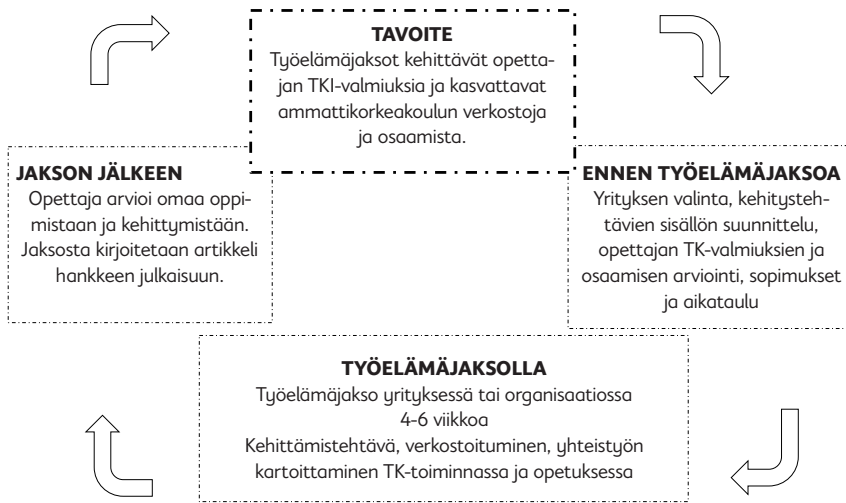 TAVOITE
Työelämäjaksot kehittävät opetta-
jan TKI-valmiuksia ja kasvattavat
ammattikorkeakoulun verkostoja
ja osaamista.
ENNEN TYÖELÄMÄJAKSOA
Yrityksen valinta, kehitysteh-
tävien sisällön suunnittelu,
opettajan TK-valmiuksien ja
osaamisen arviointi, sopimukset
ja aikataulu
TYÖELÄMÄJAKSOLLA
Työelämäjakso yrityksessä tai organisaatiossa
4-6 viikkoa
Kehittämistehtävä, verkostoituminen, yhteistyön
kartoittaminen TK-toiminnassa ja opetuksessa
JAKSON JÄLKEEN
Opettaja arvioi omaa oppi-
mistaan ja kehittymistään.
Jaksosta kirjoitetaan artikkeli
hankkeen julkaisuun.